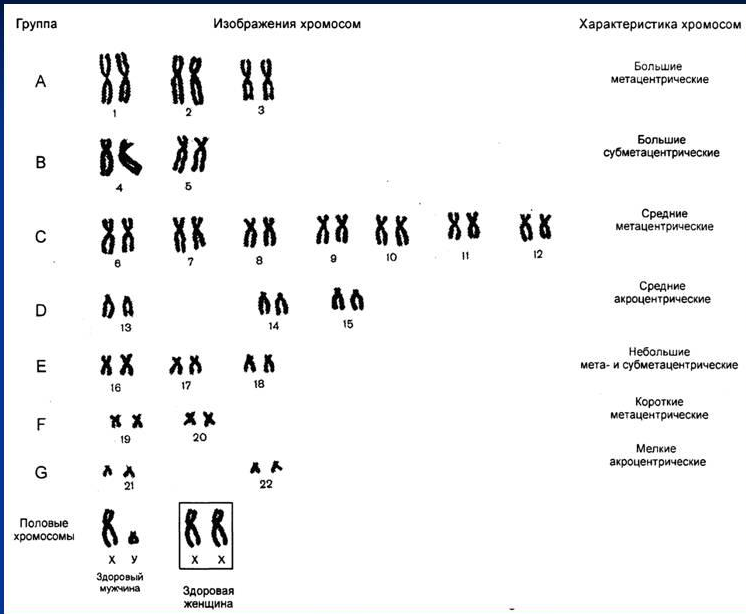 Группа Изображения хромосом Характеристика хромосом
A Большие
метацентрические
1 2 3
B Большие
субметацентрические
4 5
C Средние
метацентрические
6 7 8 9 10 11 12
D Средние
акроцентрические
13 14 15
E Небольшие
мета- и субметацентрические
16 17 18
F Короткие
метацентрические
19 20
G Мелкие
акроцентрические
21 22
Половые
хромосомы
X У X X
Здоровый
мужчина
Здоровая
женщина